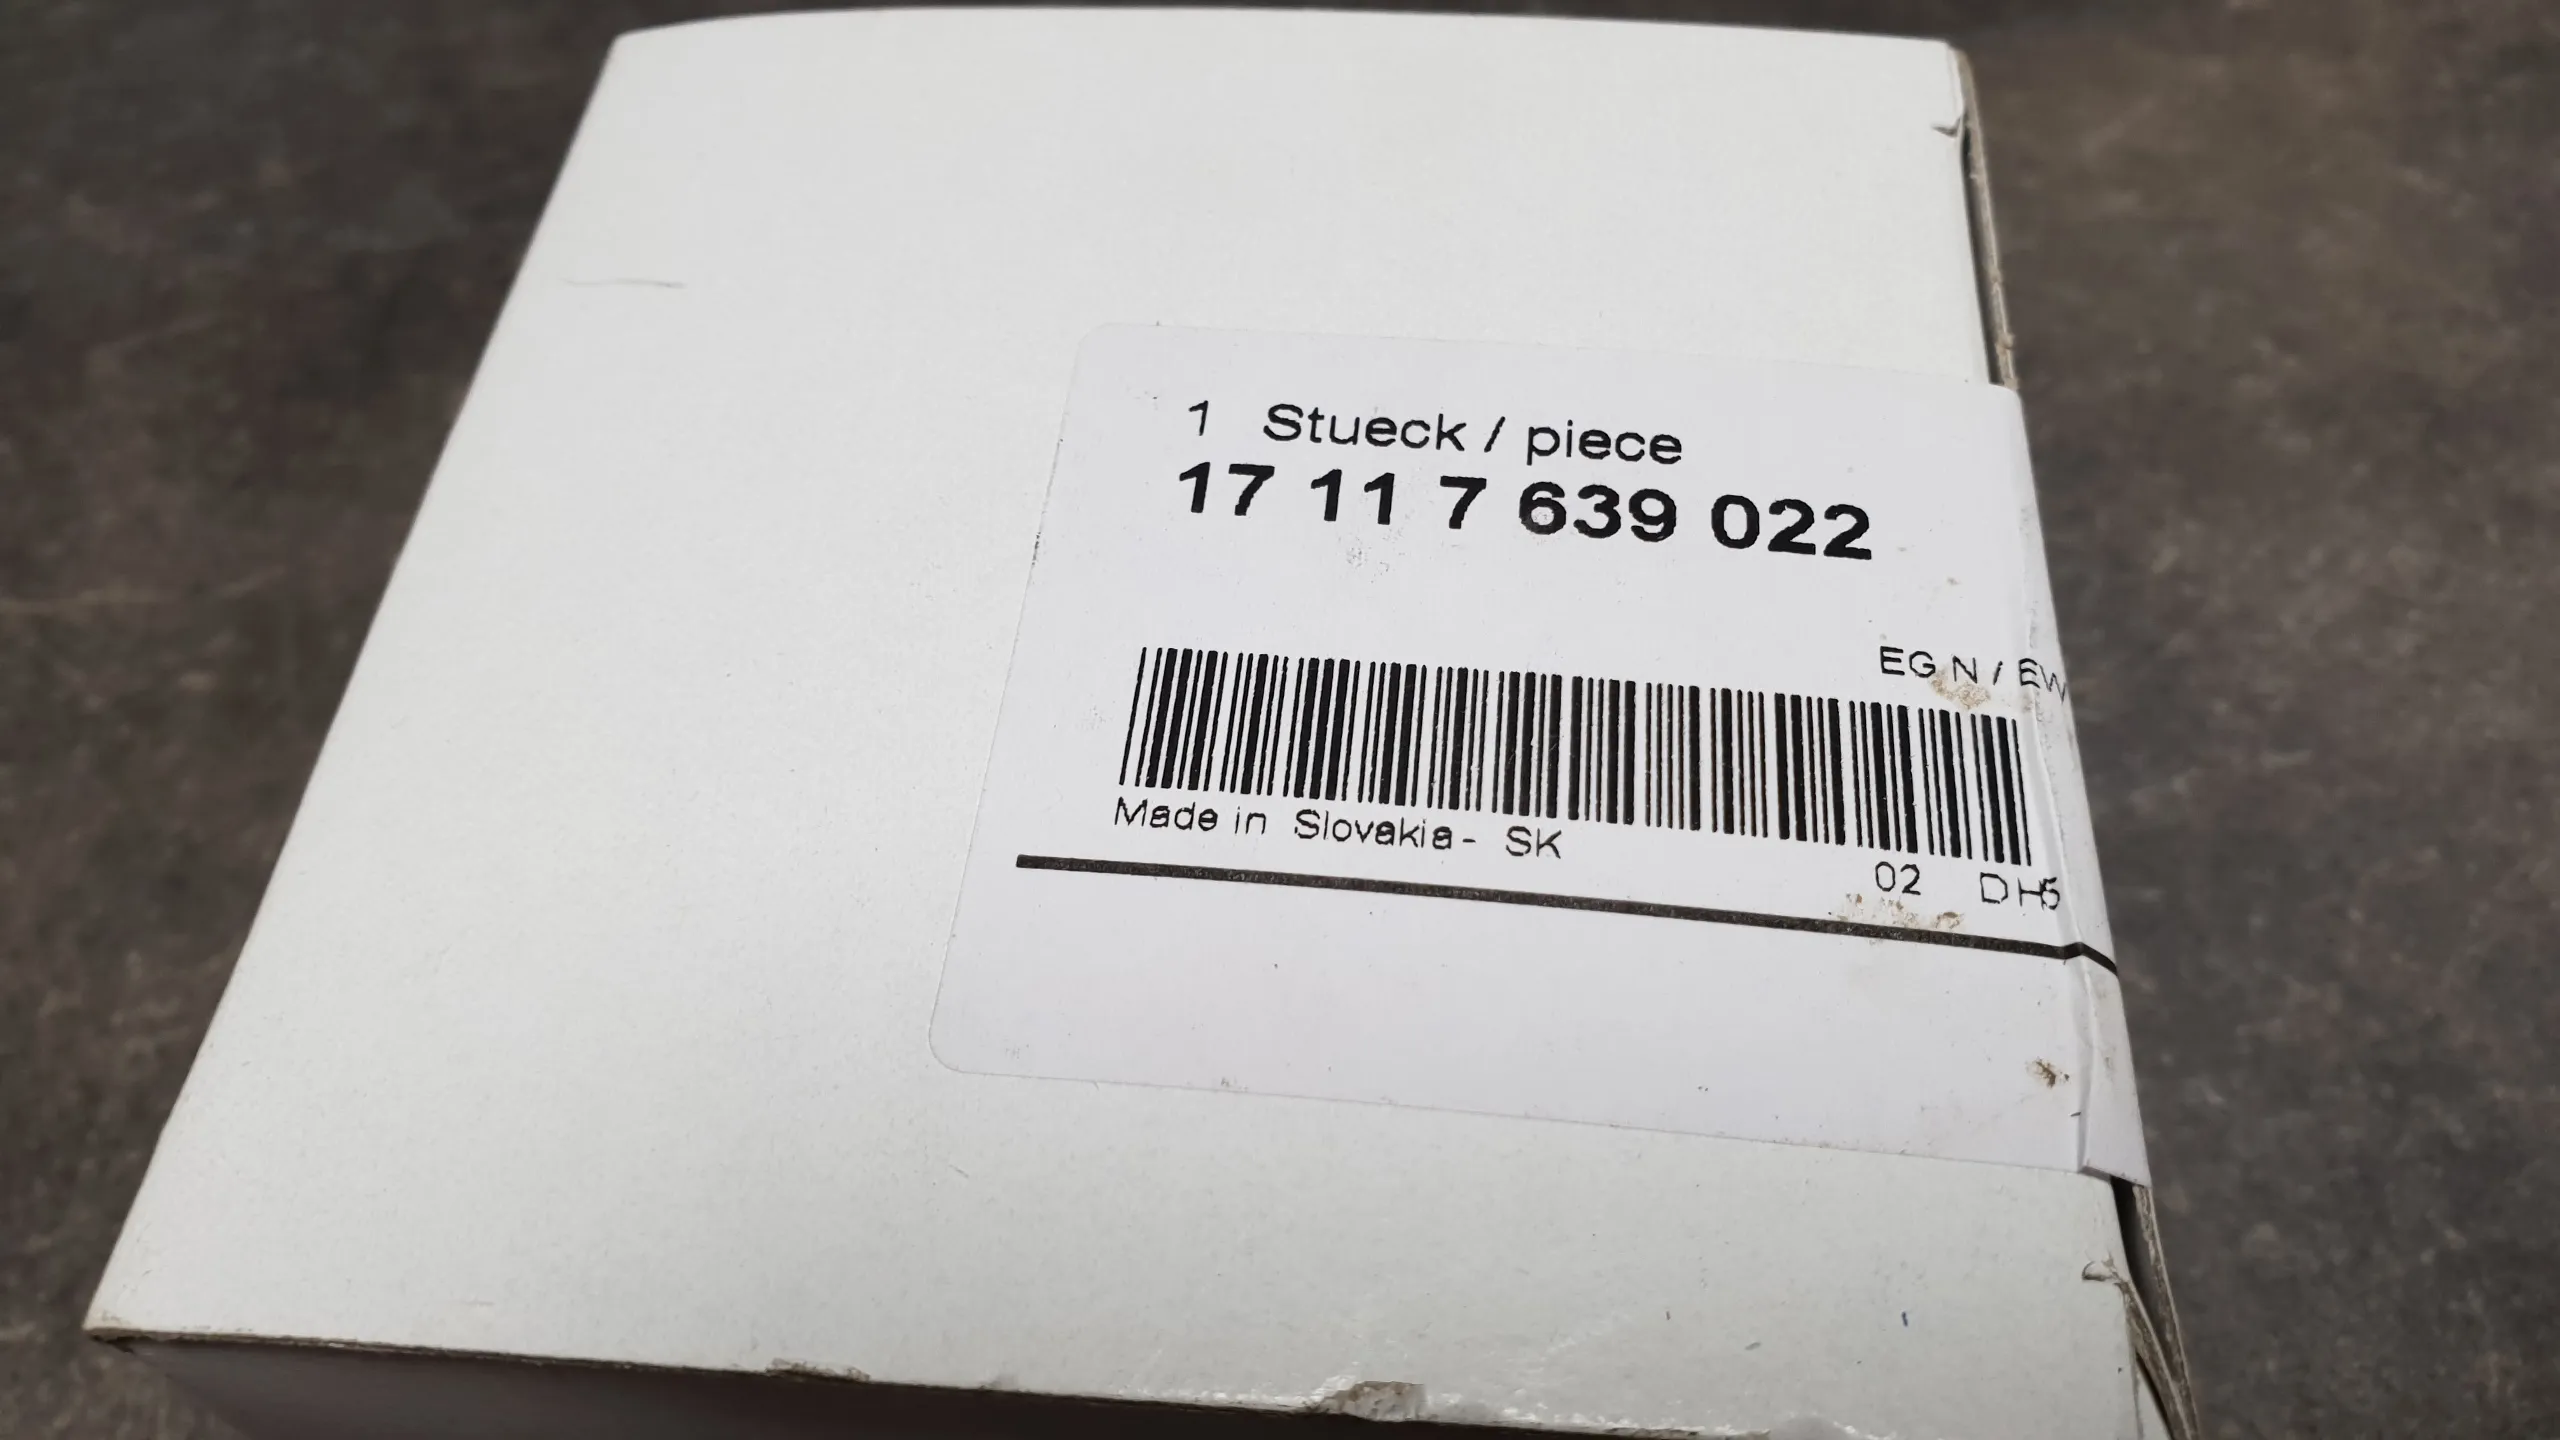 1 Stueck / piece
17 11 7 639 022
EG N / EW
Made in Slovakia - SK
02 DH5